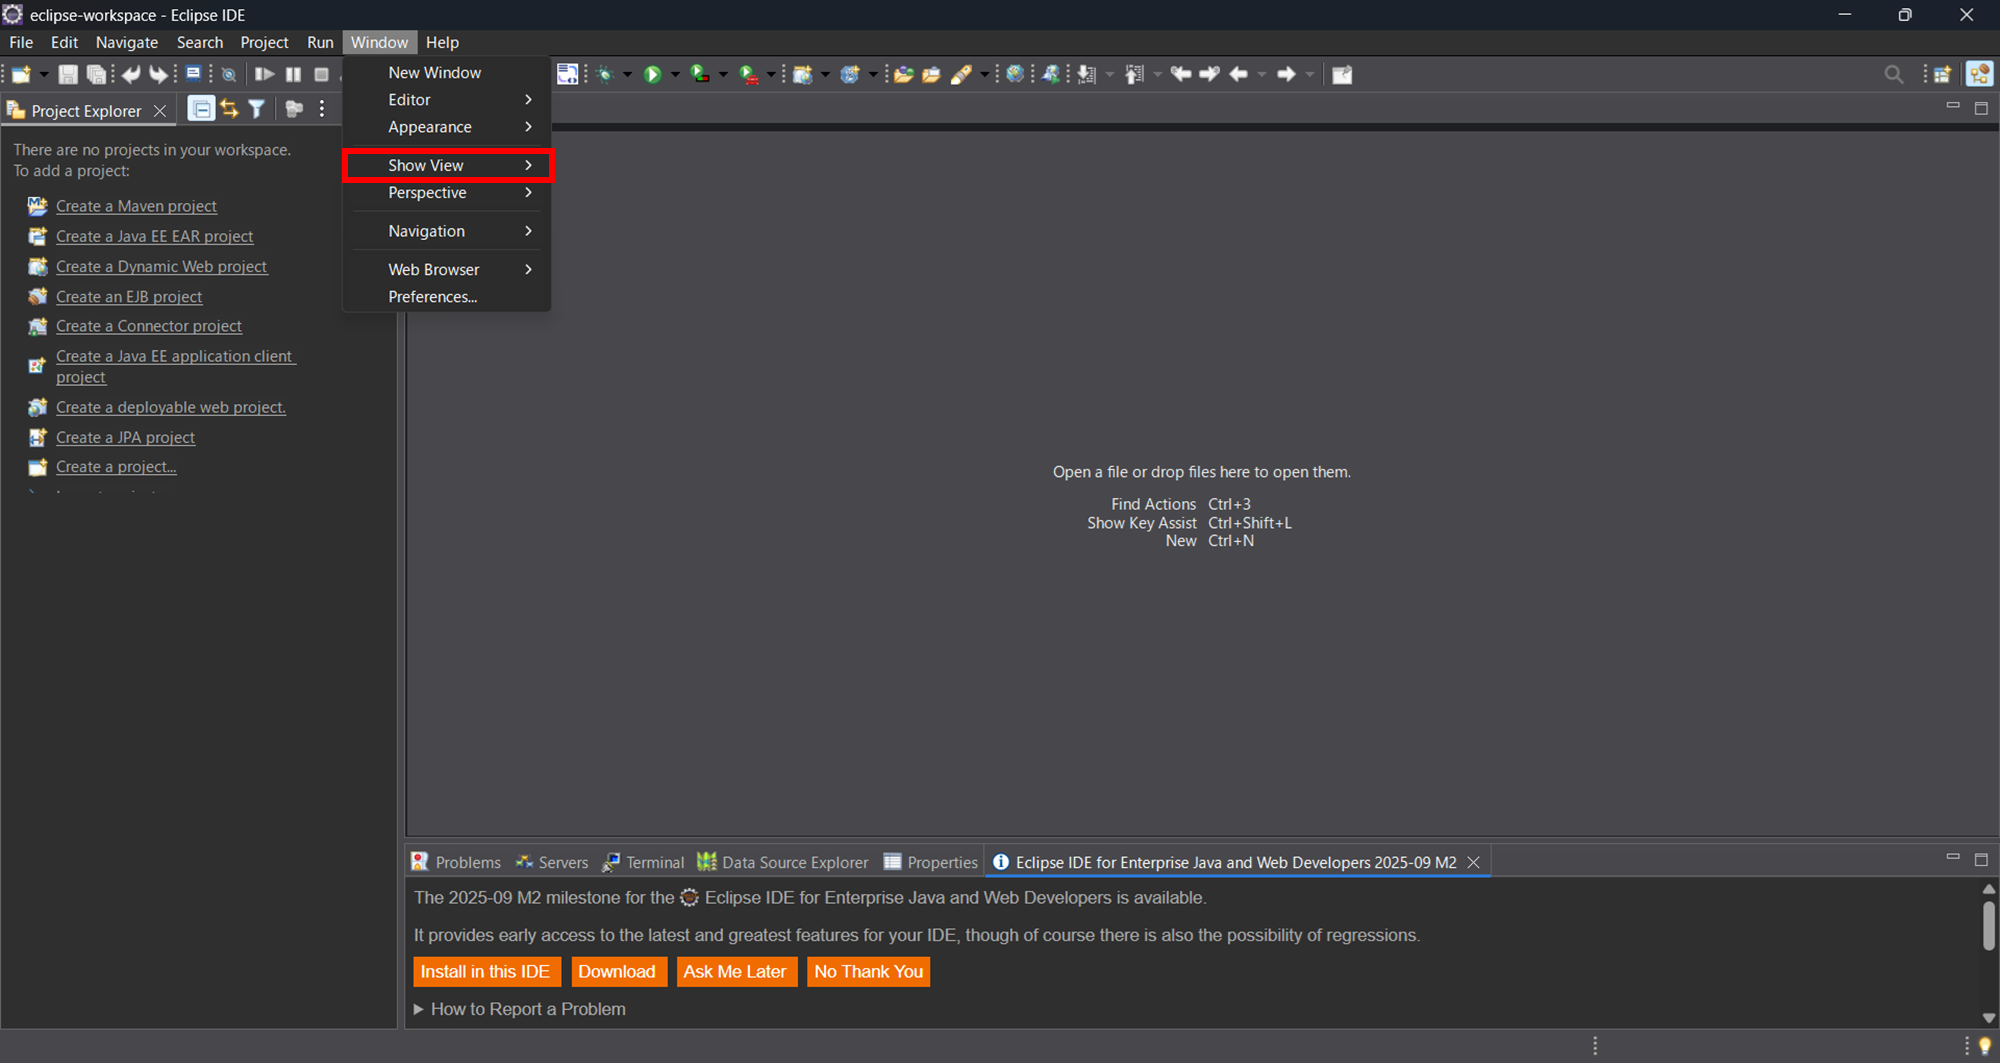 eclipse-workspace - Eclipse IDE
File Edit Navigate Search Project Run Window Help
Project Explorer
There are no projects in your workspace.
To add a project:
Create a Maven project
Create a Java EE EAR project
Create a Dynamic Web project
Create an EJB project
Create a Connector project
Create a Java EE application client
project
Create a deployable web project.
Create a JPA project
Create a project...
New Window
Editor
Appearance
Show View
Perspective
Navigation
Web Browser
Preferences...
Open a file or drop files here to open them.
Find Actions Ctrl+3
Show Key Assist Ctrl+Shift+L
New Ctrl+N
Problems Servers Terminal Data Source Explorer Properties Eclipse IDE for Enterprise Java and Web Developers 2025-09 M2
The 2025-09 M2 milestone for the Eclipse IDE for Enterprise Java and Web Developers is available.
It provides early access to the latest and greatest features for your IDE, though of course there is also the possibility of regressions.
Install in this IDE Download Ask Me Later No Thank You
How to Report a Problem